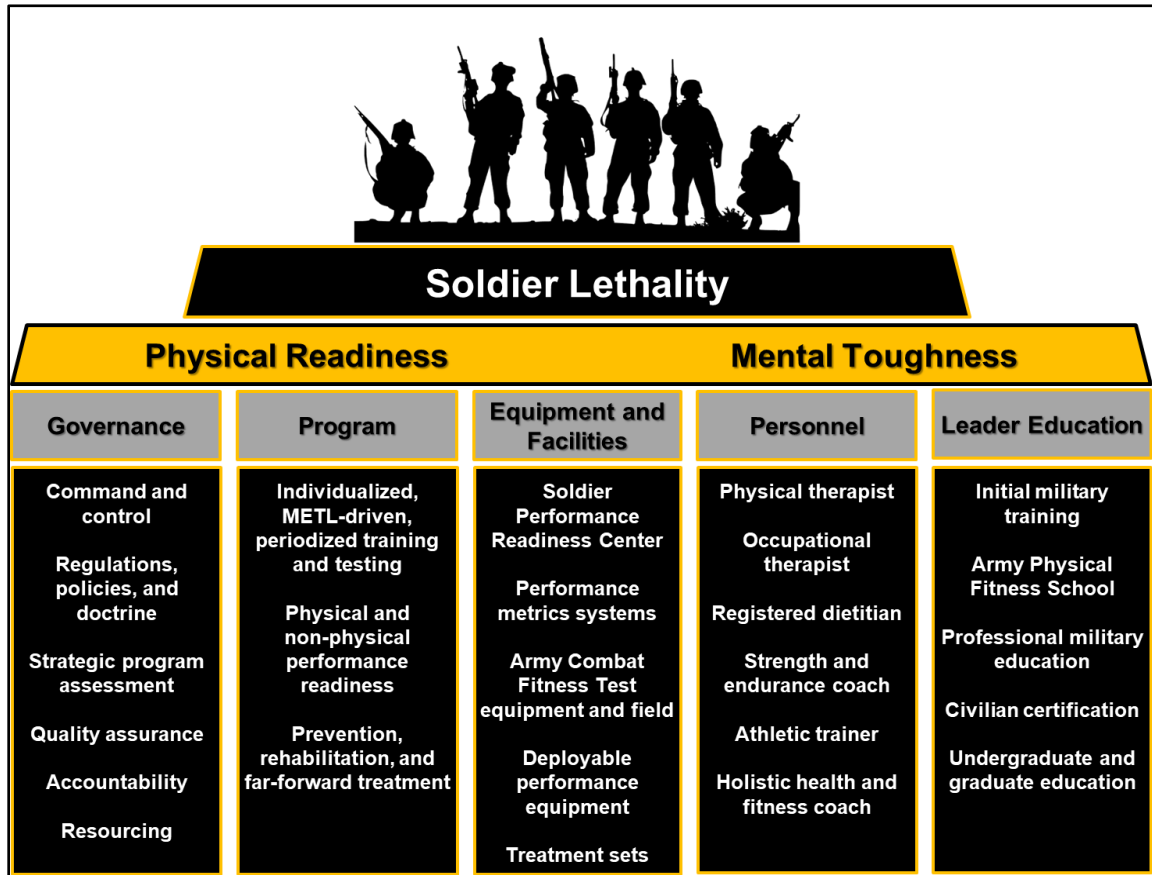 Soldier Lethality
Physical Readiness
Mental Toughness
Governance
Command and
control
Regulations,
policies, and
doctrine
Strategic program
assessment
Quality assurance
Accountability
Resourcing
Program
Individualized,
METL-driven,
periodized training
and testing
Physical and
non-physical
performance
readiness
Prevention,
rehabilitation, and
far-forward treatment
Equipment and
Facilities
Soldier
Performance
Readiness Center
Performance
metrics systems
Army Combat
Fitness Test
equipment and field
Deployable
performance
equipment
Treatment sets
Personnel
Physical therapist
Occupational
therapist
Registered dietitian
Strength and
endurance coach
Athletic trainer
Holistic health and
fitness coach
Leader Education
Initial military
training
Army Physical
Fitness School
Professional military
education
Civilian certification
Undergraduate and
graduate education